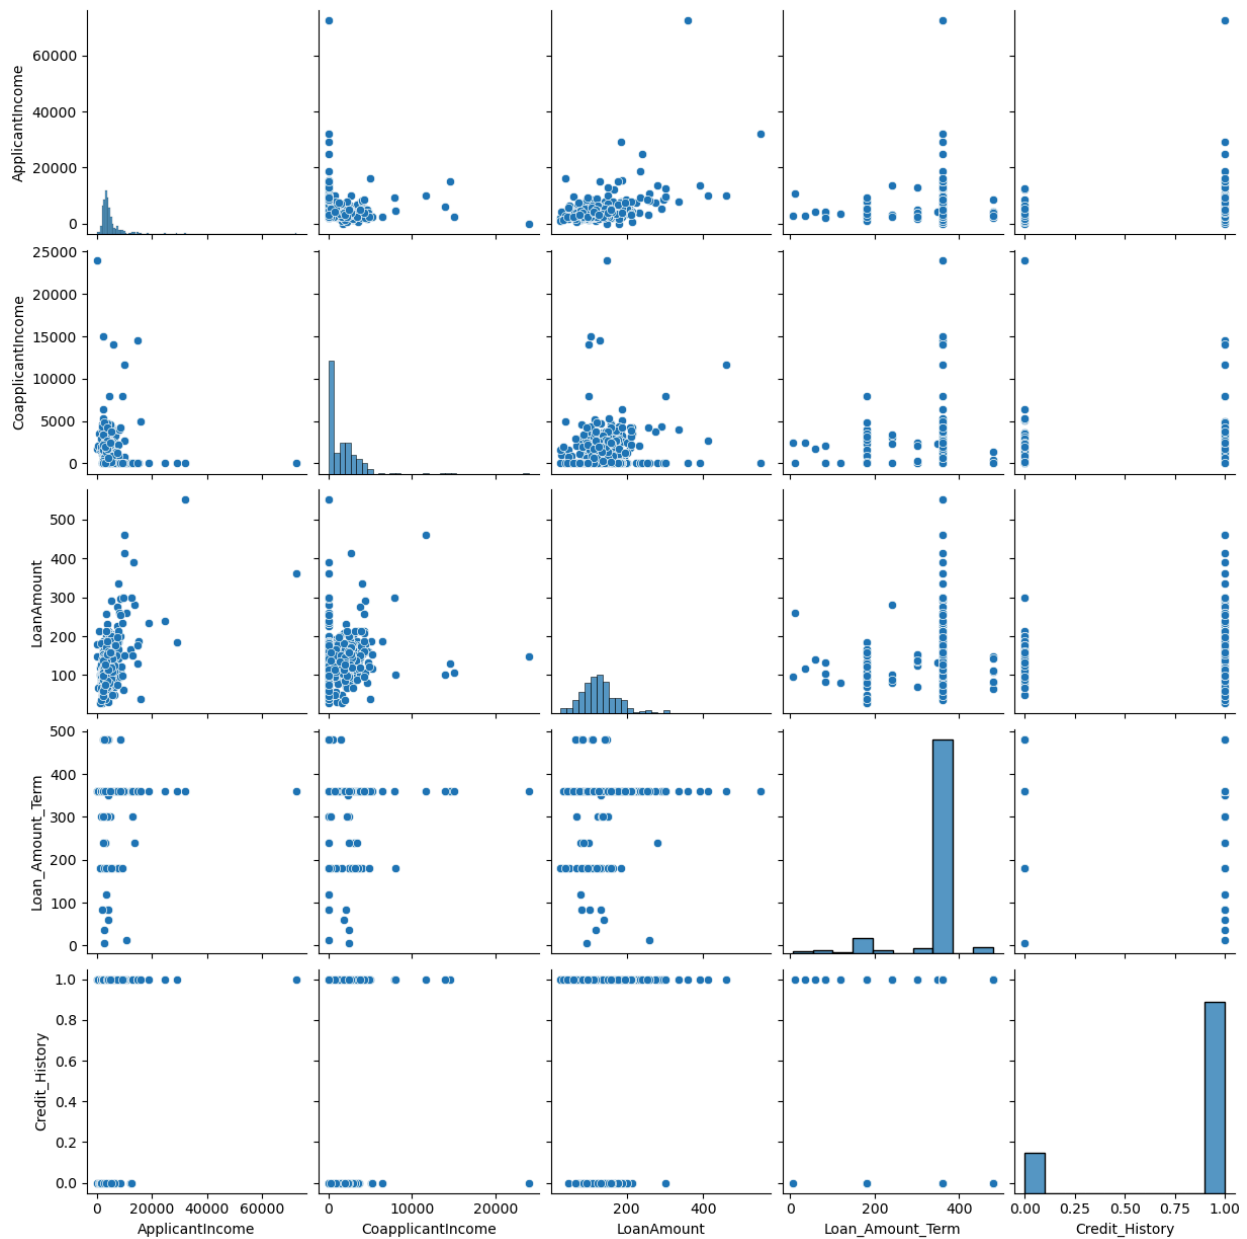 ApplicantIncome
60000
40000
20000
0
CoapplicantIncome
25000
20000
15000
10000
5000
0
LoanAmount
500
400
300
200
100
Loan_Amount_Term
500
400
300
200
100
0
Credit_History
1.0
0.8
0.6
0.4
0.2
0.0
0 20000 40000 60000
0 10000 20000
200 400
0 200 400
0.00 0.25 0.50 0.75 1.00
ApplicantIncome
CoapplicantIncome
LoanAmount
Loan_Amount_Term
Credit_History